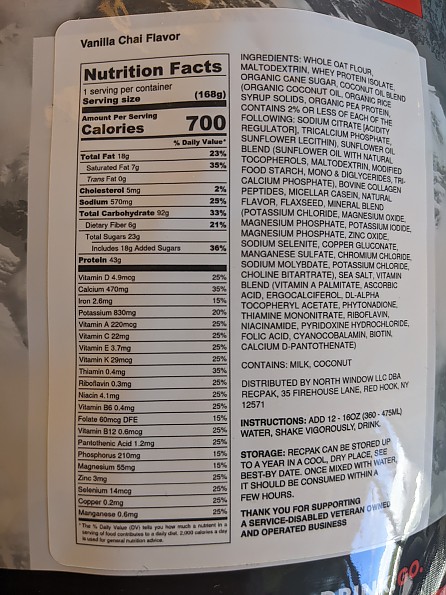 Vanilla Chai Flavor
Nutrition Facts
1 serving per container
Serving size (168g)
Amount Per Serving
Calories 700
% Daily Value*
Total Fat 18g 23%
Saturated Fat 7g 35%
Trans Fat 0g
Cholesterol 5mg 2%
Sodium 570mg 25%
Total Carbohydrate 92g 33%
Dietary Fiber 6g 21%
Total Sugars 23g
Includes 18g Added Sugars 36%
Protein 43g
Vitamin D 4.9mcg 25%
Calcium 470mg 35%
Iron 2.6mg 15%
Potassium 830mg 20%
Vitamin A 220mcg 25%
Vitamin C 22mg 25%
Vitamin E 3.7mg 25%
Vitamin K 29mcg 25%
Thiamin 0.4mg 35%
Riboflavin 0.3mg 25%
Niacin 4.1mg 25%
Vitamin B6 0.4mg 25%
Folate 60mcg DFE 15%
Vitamin B12 0.6mcg 25%
Pantothenic Acid 1.2mg 25%
Phosphorus 210mg 15%
Magnesium 55mg 15%
Zinc 3mg 25%
Selenium 14mcg 25%
Copper 0.2mg 25%
Manganese 0.6mg 25%
*The % Daily Value (DV) tells you how much a nutrient in a
serving of food contributes to a daily diet. 2,000 calories a day
is used for general nutrition advice.
INGREDIENTS: WHOLE OAT FLOUR,
MALTODEXTRIN, WHEY PROTEIN ISOLATE,
ORGANIC CANE SUGAR, COCONUT OIL BLEND
(ORGANIC COCONUT OIL, ORGANIC RICE
SYRUP SOLIDS, ORGANIC PEA PROTEIN,
CONTAINS 2% OR LESS OF EACH OF THE
FOLLOWING: SODIUM CITRATE [ACIDITY
REGULATOR], TRICALCIUM PHOSPHATE,
SUNFLOWER LECITHIN), SUNFLOWER OIL
BLEND (SUNFLOWER OIL WITH NATURAL
TOCOPHEROLS, MALTODEXTRIN, MODIFIED
FOOD STARCH, MONO & DIGLYCERIDES, TRI-
CALCIUM PHOSPHATE), BOVINE COLLAGEN
PEPTIDES, MICELLAR CASEIN, NATURAL
FLAVOR, FLAXSEED, MINERAL BLEND
(POTASSIUM CHLORIDE, MAGNESIUM OXIDE,
MAGNESIUM PHOSPHATE, POTASSIUM IODIDE,
MAGNESIUM PHOSPHATE, ZINC OXIDE,
SODIUM SELENITE, COPPER GLUCONATE,
MANGANESE SULFATE, CHROMIUM CHLORIDE,
SODIUM MOLYBDATE, POTASSIUM CHLORIDE,
CHOLINE BITARTRATE), SEA SALT, VITAMIN
BLEND (VITAMIN A PALMITATE, ASCORBIC
ACID, ERGOCALCIFEROL, DL-ALPHA
TOCOPHERYL ACETATE, PHYTONADIONE,
THIAMINE MONONITRATE, RIBOFLAVIN,
NIACINAMIDE, PYRIDOXINE HYDROCHLORIDE,
FOLIC ACID, CYANOCOBALAMIN, BIOTIN,
CALCIUM D-PANTOTHENATE)
CONTAINS: MILK, COCONUT
DISTRIBUTED BY NORTH WINDOW LLC DBA
RECPAK, 35 FIREHOUSE LANE, RED HOOK, NY
12571
INSTRUCTIONS: ADD 12 - 16OZ (360 - 475ML)
WATER, SHAKE VIGOROUSLY, DRINK.
STORAGE: RECPAK CAN BE STORED UP
TO A YEAR IN A COOL, DRY PLACE, SEE
BEST-BY DATE. ONCE MIXED WITH WATER,
IT SHOULD BE CONSUMED WITHIN A
FEW HOURS.
THANK YOU FOR SUPPORTING
A SERVICE-DISABLED VETERAN OWNED
AND OPERATED BUSINESS
DRINK. GO.